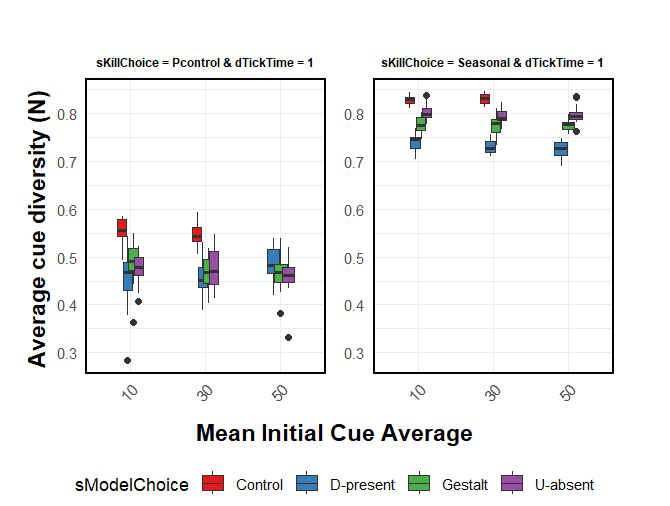 sKillChoice = Pcontrol & dTickTime = 1
sKillChoice = Seasonal & dTickTime = 1
Average cue diversity (N)
0.8
0.7
0.6
0.5
0.4
0.3
0.8
0.7
0.6
0.5
0.4
0.3
10
30
50
10
30
50
Mean Initial Cue Average
sModelChoice
Control
D-present
Gestalt
U-absent